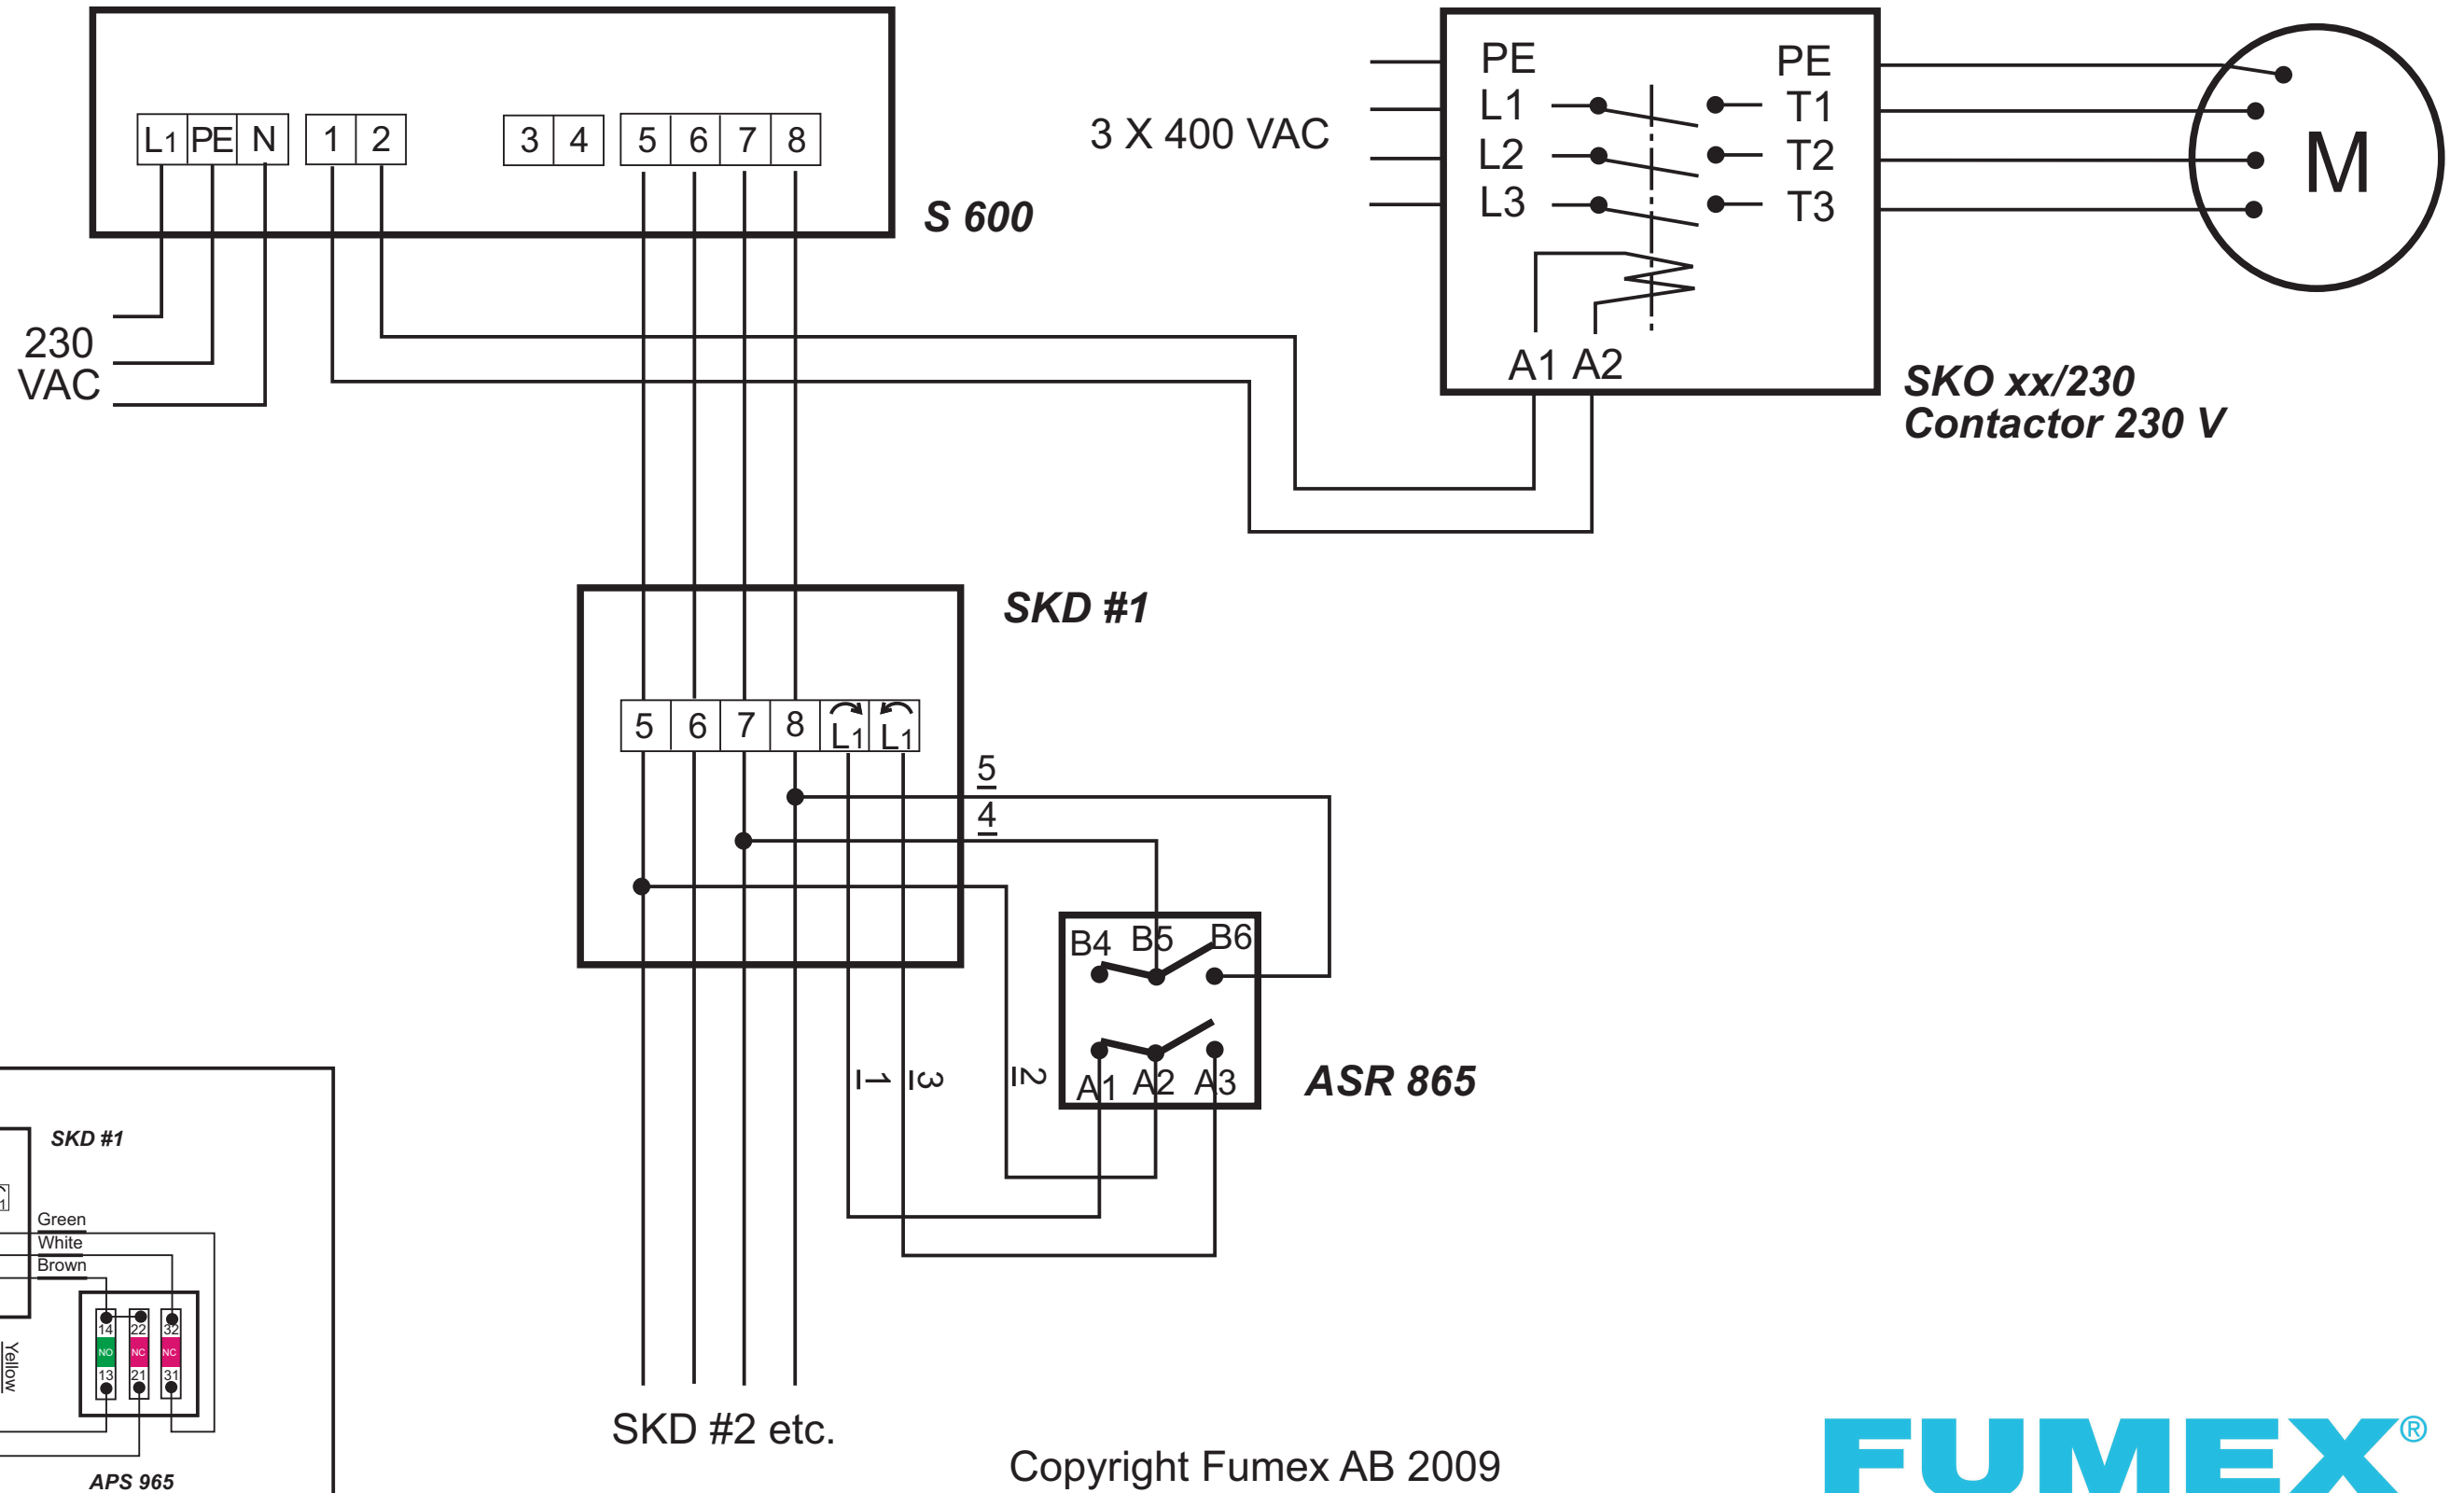 L1 PE N 1 2 3 4 5 6 7 8
S 600
230
VAC
3 X 400 VAC
PE PE
L1 T1
L2 T2
L3 T3
A1 A2
M
SKO xx/230
Contactor 230 V
SKD #1
5 6 7 8 L1 L1
5
4
B4 B5 B6
A1 A2 A3
1 3 2
ASR 865
SKD #2 etc.
SKD #1
1
Green
White
Brown
14 22 32
NO NC NC
13 21 31
Yellow
APS 965
Copyright Fumex AB 2009
FUMEX®